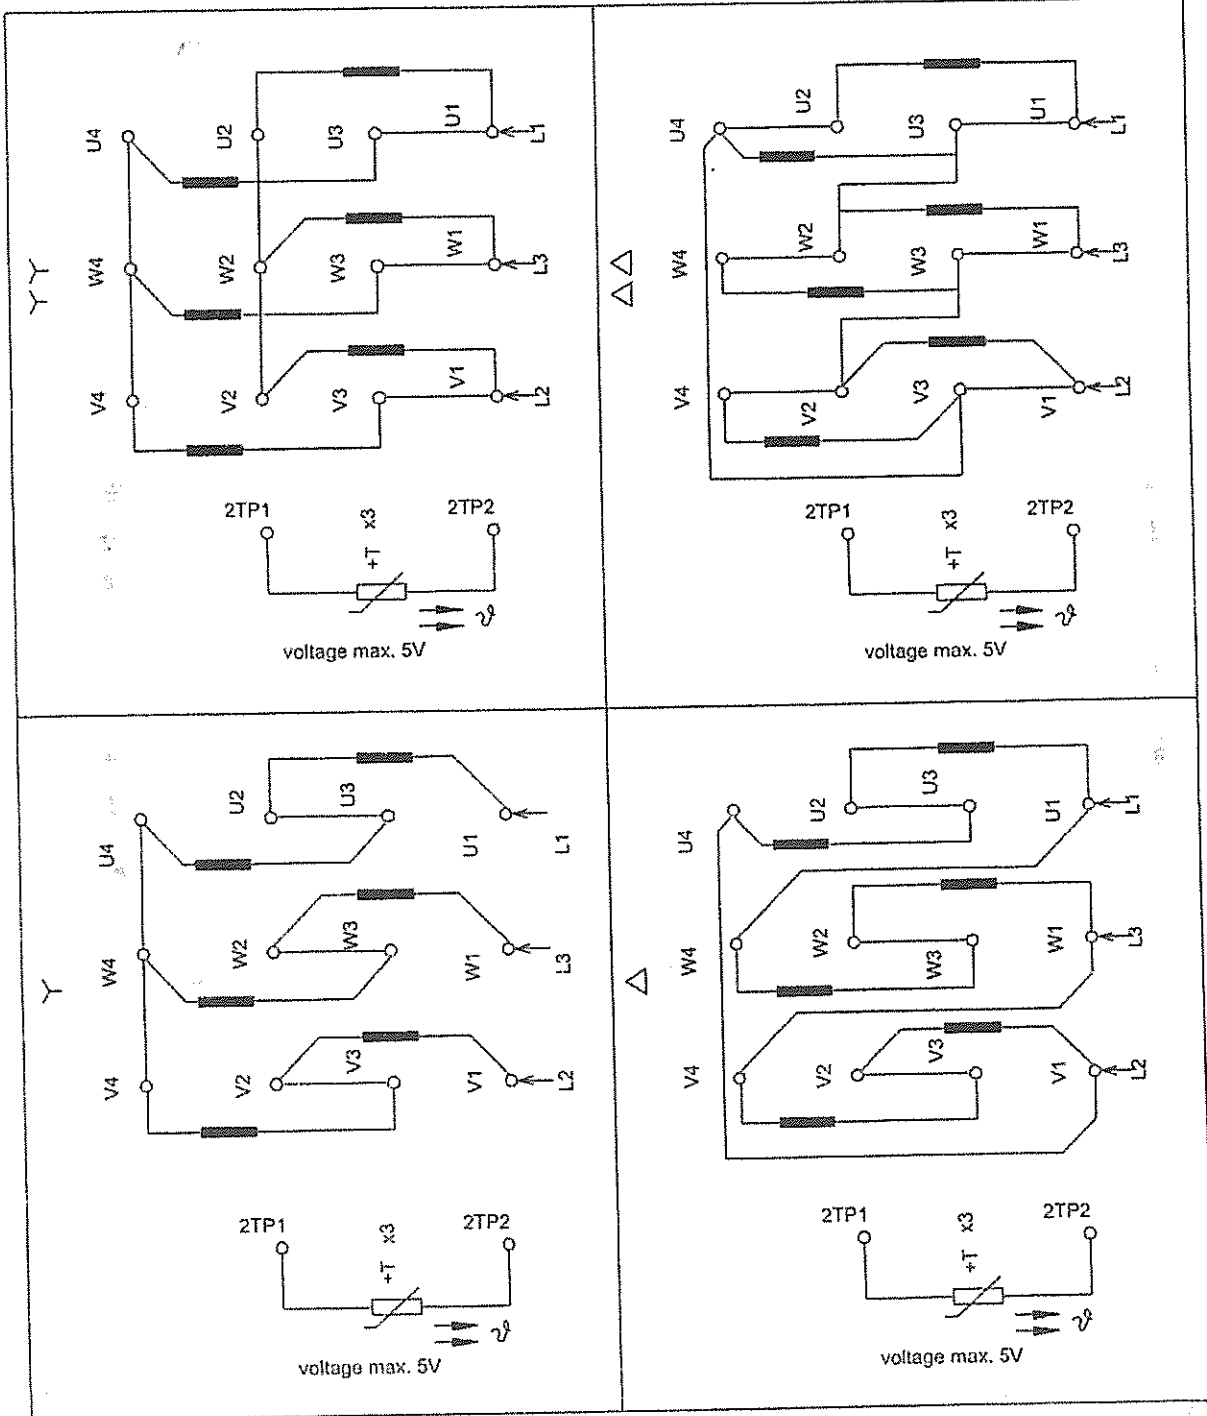 U4
U2
U3
U1
L1
W4
W2
W3
W1
L3
V4
V2
V3
V1
L2
2TP1
+T x3
2TP2
ϑ
voltage max. 5V
U4
U2
U3
U1
L1
W4
W2
W3
W1
L3
V4
V2
V3
V1
L2
2TP1
+T x3
2TP2
ϑ
voltage max. 5V
U4
U2
U3
U1
L1
W4
W2
W3
W1
L3
V4
V2
V3
V1
L2
2TP1
+T x3
2TP2
ϑ
voltage max. 5V
U4
U2
U3
U1
L1
W4
W2
W3
W1
L3
V4
V2
V3
V1
L2
2TP1
+T x3
2TP2
ϑ
voltage max. 5V